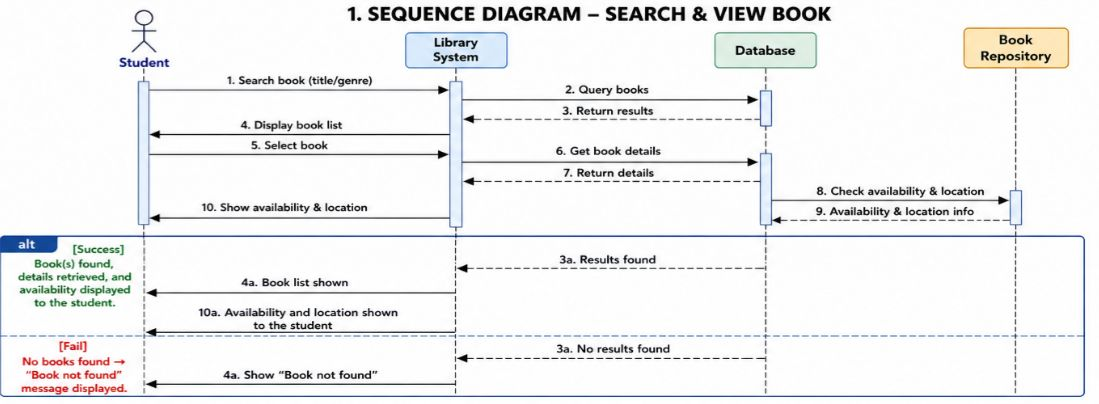 1. SEQUENCE DIAGRAM – SEARCH & VIEW BOOK
Student
Library
System
Database
Book
Repository
1. Search book (title/genre)
2. Query books
3. Return results
4. Display book list
5. Select book
6. Get book details
7. Return details
8. Check availability & location
9. Availability & location info
10. Show availability & location
alt
[Success]
Book(s) found,
details retrieved, and
availability displayed
to the student.
3a. Results found
4a. Book list shown
10a. Availability and location shown
to the student
[Fail]
No books found →
“Book not found”
message displayed.
3a. No results found
4a. Show “Book not found”